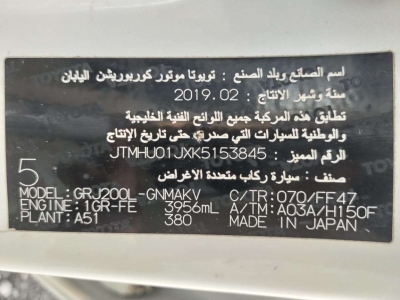 اسم الصانع وبلد الصنع : تويوتا موتور كوربوريشن اليابان
سنة وشهر الانتاج : 2019.02
تطابق هذه المركبة جميع اللوائح الفنية الخليجية
والوطنية للسيارات التي صدرت حتى تاريخ الإنتاج
الرقم المميز : JTMHU01JXK5153845
صنف : سيارة ركاب متعددة الاغراض
5
MODEL: GRJ200L-GNMAKV C/TR: 070/FF47
ENGINE: 1GR-FE 3956mL A/TM: A03A/H150F
PLANT: A51 380 MADE IN JAPAN